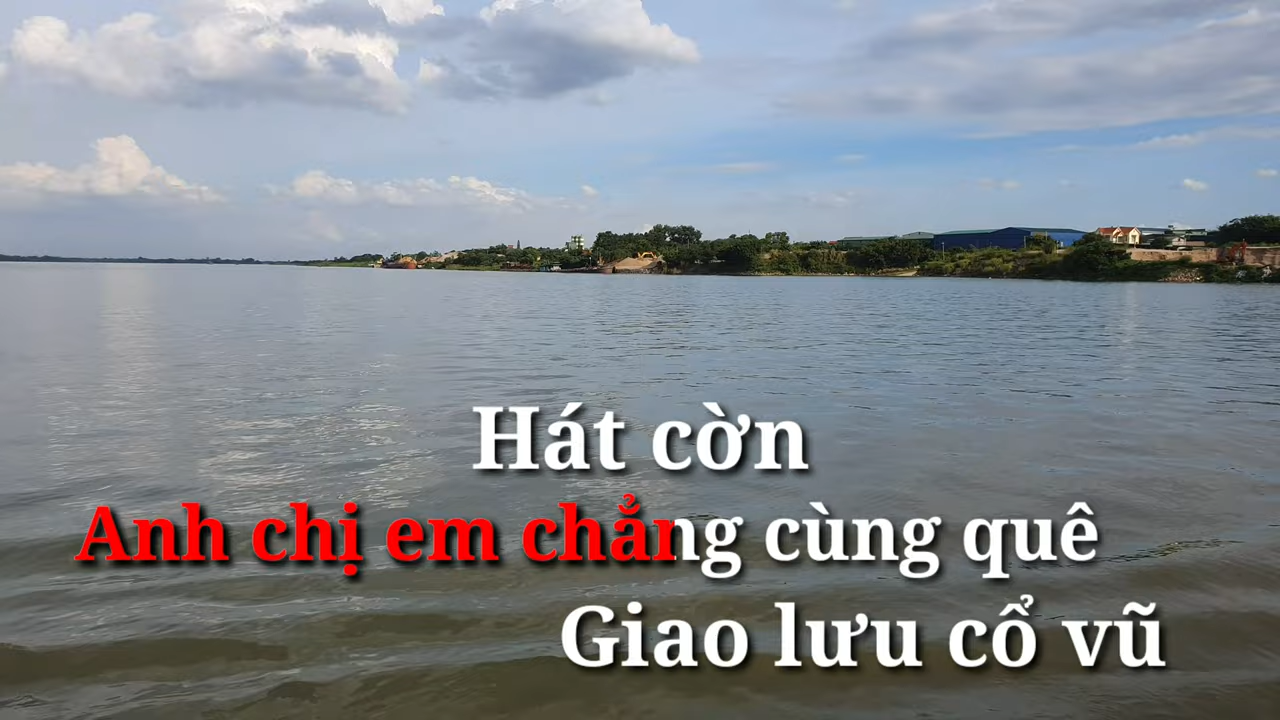 Hát cờn
Anh chị em chẳng cùng quê
Giao lưu cổ vũ